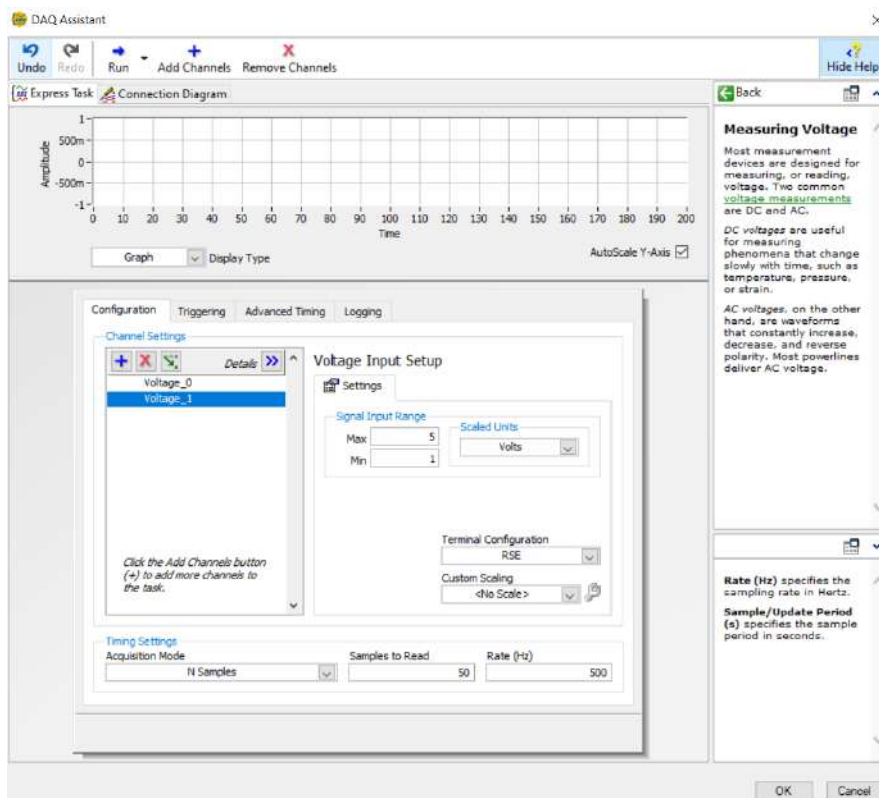 DAQ Assistant
Undo Redo Run Add Channels Remove Channels Hide Help
Express Task Connection Diagram
Back
1
500m
0
-500m
-1
Amplitude
0 10 20 30 40 50 60 70 80 90 100 110 120 130 140 150 160 170 180 190 200
Time
Graph Display Type AutoScale Y-Axis
Configuration Triggering Advanced Timing Logging
Channel Settings
Details
Voltage_0
Voltage_1
Click the Add Channels button
(+) to add more channels to
the task.
Voltage Input Setup
Settings
Signal Input Range
Max 5
Min 1
Scaled Units
Volts
Terminal Configuration
RSE
Custom Scaling
<No Scale>
Timing Settings
Acquisition Mode Samples to Read Rate (Hz)
N Samples 50 500
Measuring Voltage
Most measurement
devices are designed for
measuring, or reading,
voltage. Two common
voltage measurements
are DC and AC.
DC voltages are useful
for measuring
phenomena that change
slowly with time, such as
temperature, pressure,
or strain.
AC voltages, on the other
hand, are waveforms
that constantly increase,
decrease, and reverse
polarity. Most powerlines
deliver AC voltage.
Rate (Hz) specifies the
sampling rate in Hertz.
Sample/Update Period
(s) specifies the sample
period in seconds.
OK Cancel